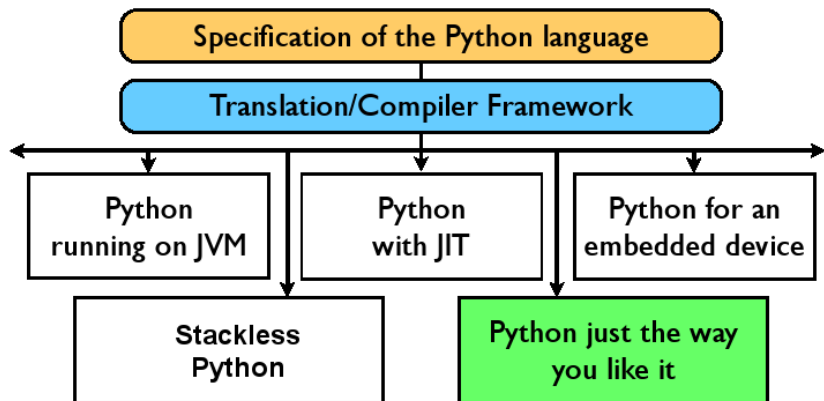 Specification of the Python language
Translation/Compiler Framework
Python
running on JVM
Python
with JIT
Python for an
embedded device
Stackless
Python
Python just the way
you like it